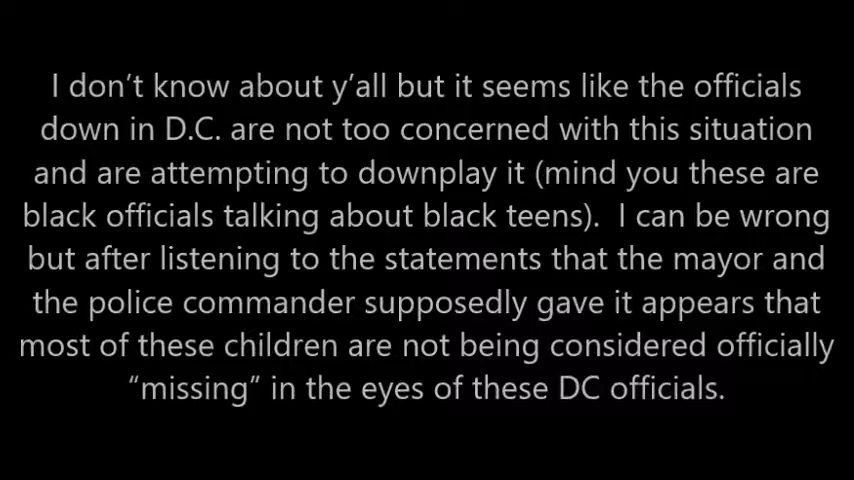 I don’t know about y’all but it seems like the officials
down in D.C. are not too concerned with this situation
and are attempting to downplay it (mind you these are
black officials talking about black teens).  I can be wrong
but after listening to the statements that the mayor and
the police commander supposedly gave it appears that
most of these children are not being considered officially
“missing” in the eyes of these DC officials.